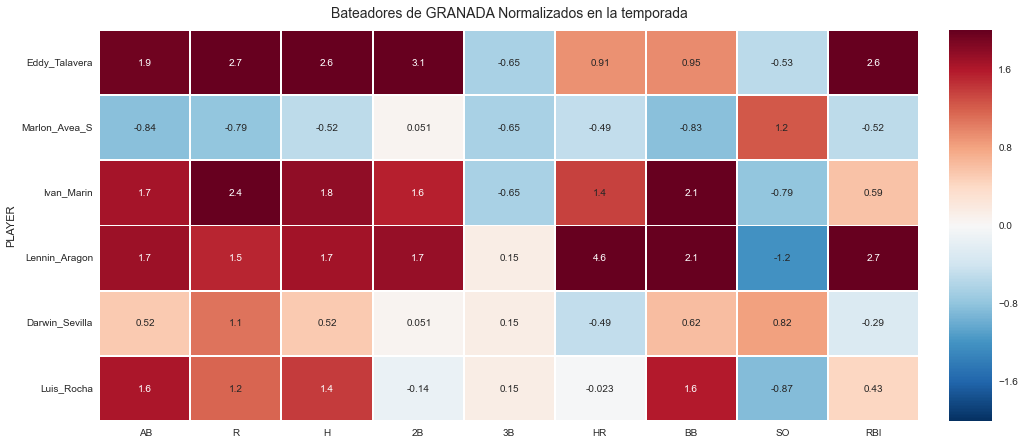 Bateadores de GRANADA Normalizados en la temporada
PLAYER
Eddy_Talavera 1.9 2.7 2.6 3.1 -0.65 0.91 0.95 -0.53 2.6
Marlon_Avea_S -0.84 -0.79 -0.52 0.051 -0.65 -0.49 -0.83 1.2 -0.52
Ivan_Marin 1.7 2.4 1.8 1.6 -0.65 1.4 2.1 -0.79 0.59
Lennin_Aragon 1.7 1.5 1.7 1.7 0.15 4.6 2.1 -1.2 2.7
Darwin_Sevilla 0.52 1.1 0.52 0.051 0.15 -0.49 0.62 0.82 -0.29
Luis_Rocha 1.6 1.2 1.4 -0.14 0.15 -0.023 1.6 -0.87 0.43
AB R H 2B 3B HR BB SO RBI
1.6
0.8
0.0
-0.8
-1.6